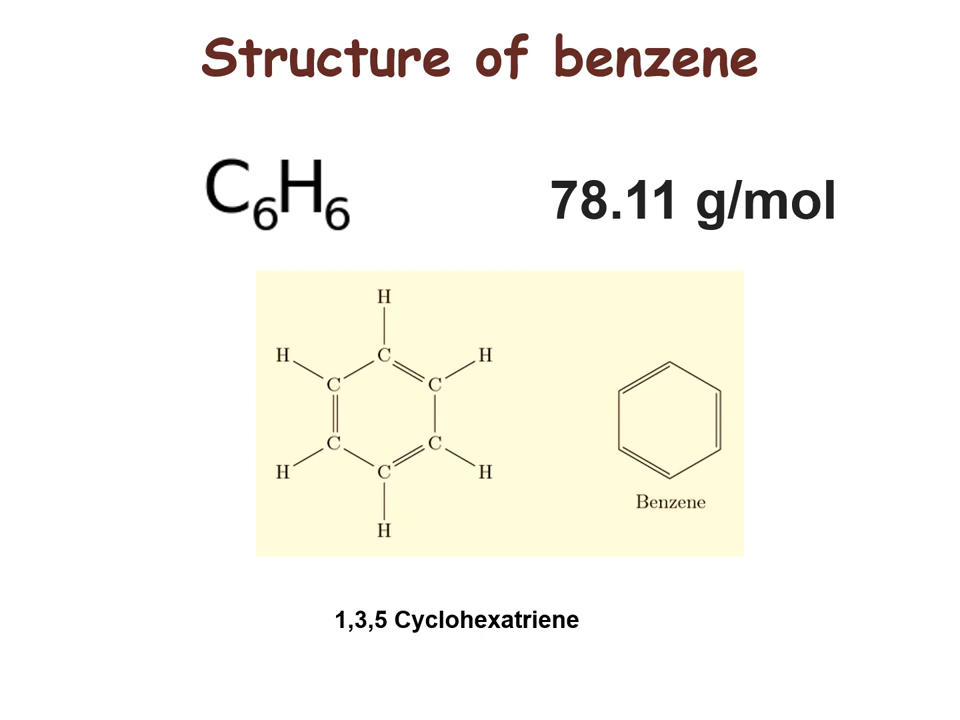 Structure of benzene
C₆H₆
78.11 g/mol
H
H C H
C C
C C
H C H
H
Benzene
1,3,5 Cyclohexatriene